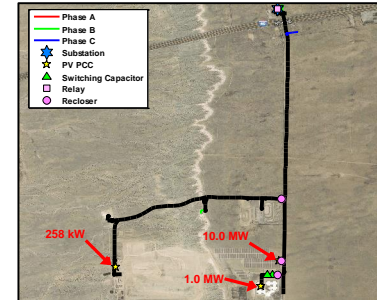 Phase A
Phase B
Phase C
Substation
PV PCC
Switching Capacitor
Relay
Recloser
258 kW
10.0 MW
1.0 MW